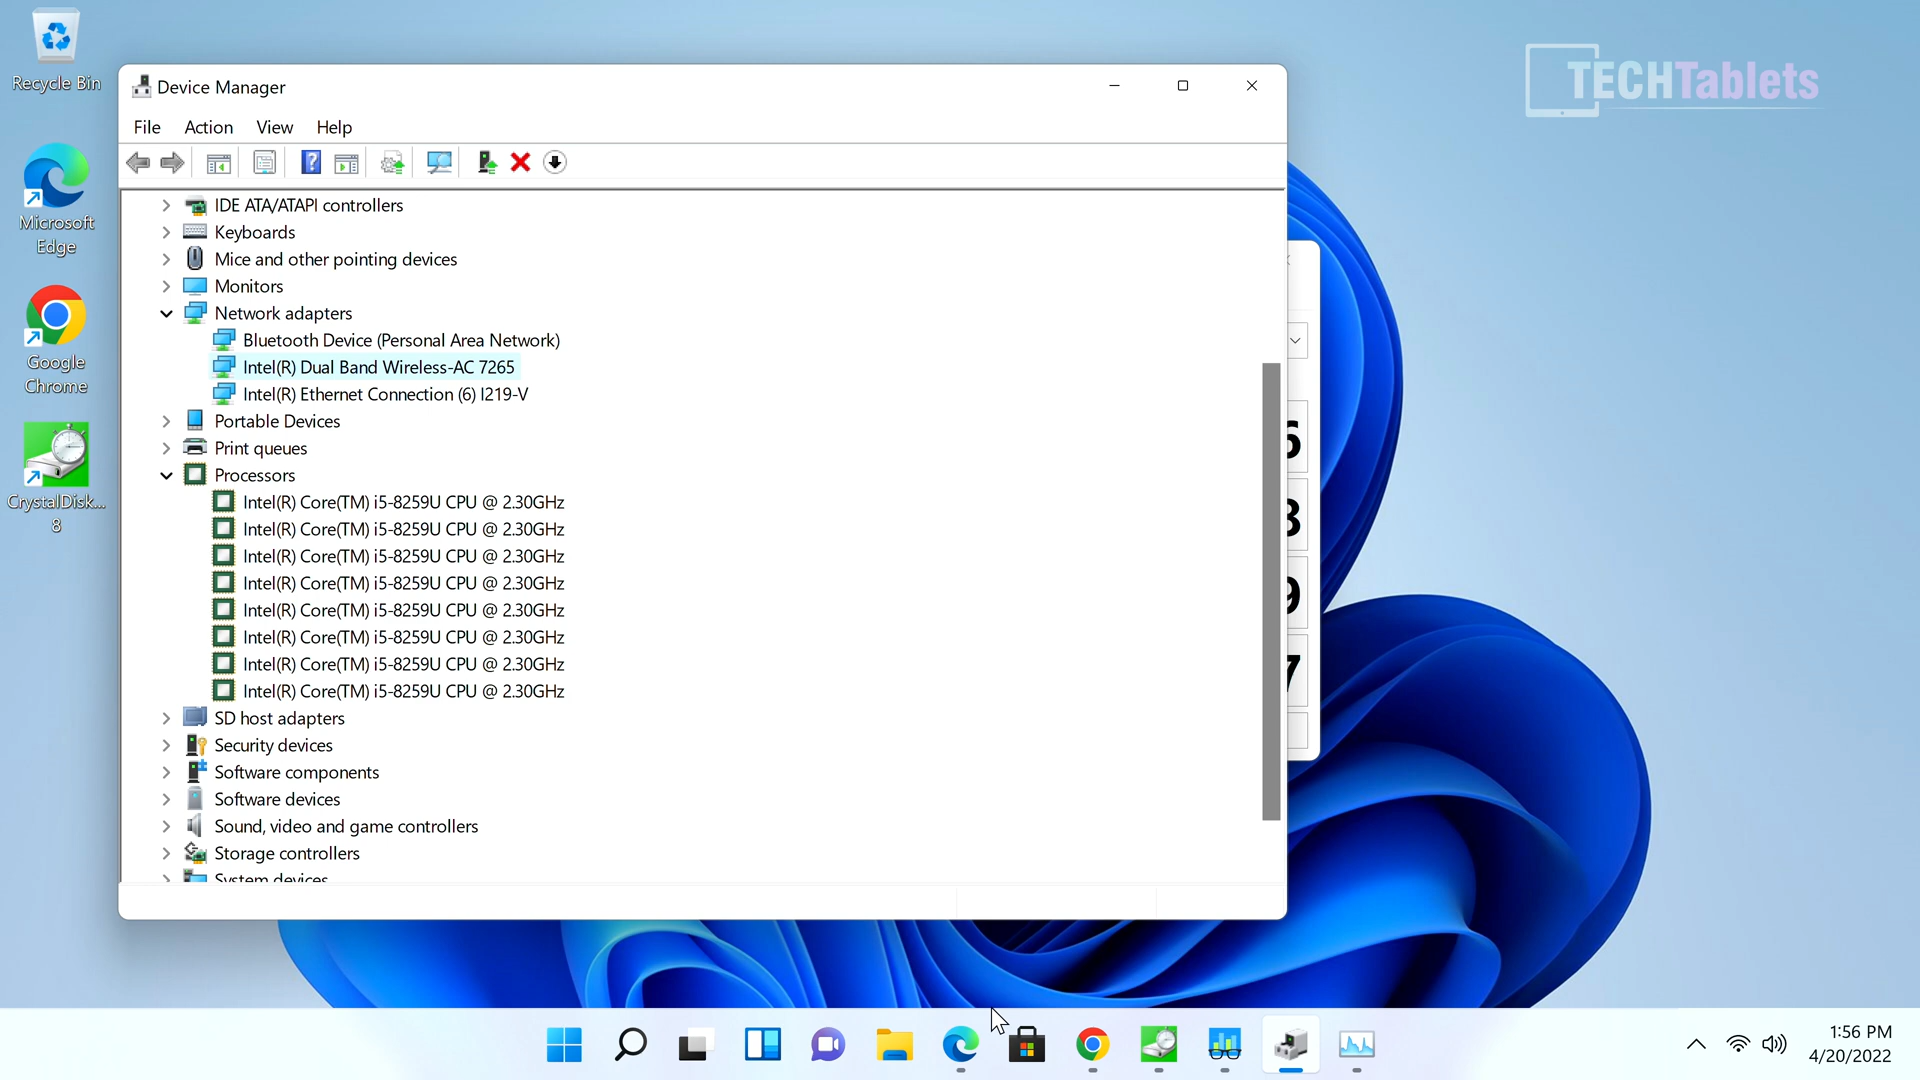 Recycle Bin
Microsoft
Edge
Google
Chrome
CrystalDisk...
8
TECHTablets
Device Manager
File Action View Help
IDE ATA/ATAPI controllers
Keyboards
Mice and other pointing devices
Monitors
Network adapters
Bluetooth Device (Personal Area Network)
Intel(R) Dual Band Wireless-AC 7265
Intel(R) Ethernet Connection (6) I219-V
Portable Devices
Print queues
Processors
Intel(R) Core(TM) i5-8259U CPU @ 2.30GHz
Intel(R) Core(TM) i5-8259U CPU @ 2.30GHz
Intel(R) Core(TM) i5-8259U CPU @ 2.30GHz
Intel(R) Core(TM) i5-8259U CPU @ 2.30GHz
Intel(R) Core(TM) i5-8259U CPU @ 2.30GHz
Intel(R) Core(TM) i5-8259U CPU @ 2.30GHz
Intel(R) Core(TM) i5-8259U CPU @ 2.30GHz
Intel(R) Core(TM) i5-8259U CPU @ 2.30GHz
SD host adapters
Security devices
Software components
Software devices
Sound, video and game controllers
Storage controllers
System devices
6
8
9
7
1:56 PM
4/20/2022